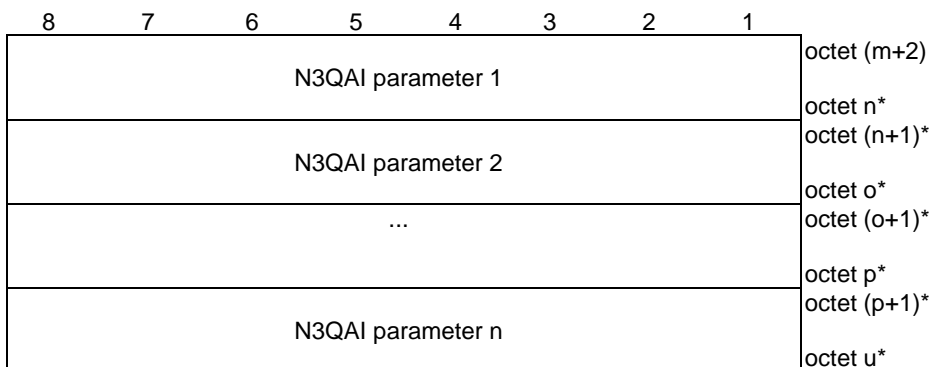 8 7 6 5 4 3 2 1
octet (m+2)
N3QAI parameter 1
octet n*
octet (n+1)*
N3QAI parameter 2
octet o*
... octet (o+1)*
octet p*
octet (p+1)*
N3QAI parameter n
octet u*